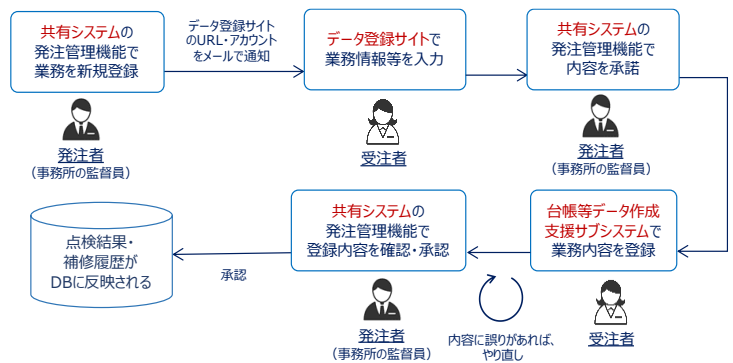 共有システムの
発注管理機能で
業務を新規登録
データ登録サイト
のURL・アカウント
をメールで通知
データ登録サイトで
業務情報等を入力
共有システムの
発注管理機能で
内容を承諾
発注者
（事務所の監督員）
受注者
発注者
（事務所の監督員）
台帳等データ作成
支援サブシステムで
業務内容を登録
共有システムの
発注管理機能で
登録内容を確認・承認
点検結果・
補修履歴が
DBに反映される
承認
受注者
内容に誤りがあれば、
やり直し
発注者
（事務所の監督員）